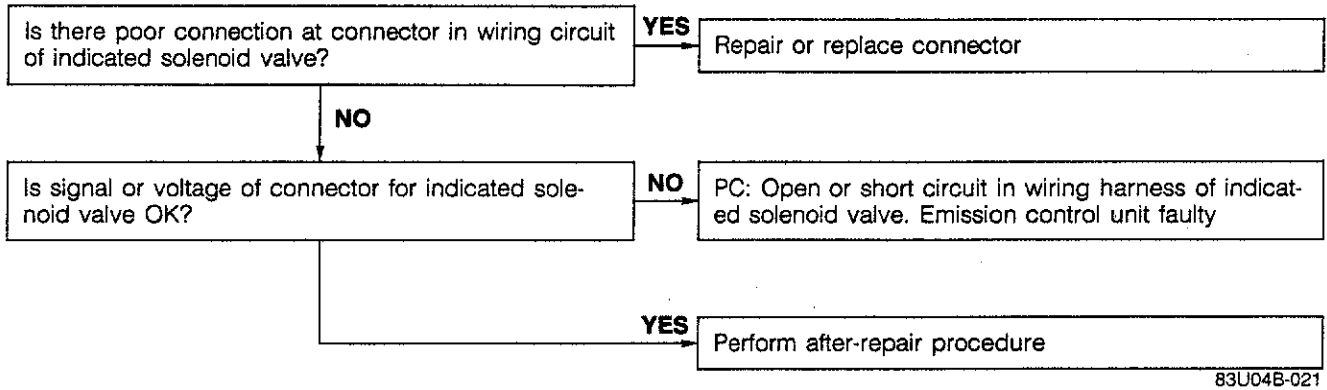 Is there poor connection at connector in wiring circuit
of indicated solenoid valve?
YES
Repair or replace connector
NO
Is signal or voltage of connector for indicated sole-
noid valve OK?
NO
PC: Open or short circuit in wiring harness of indicat-
ed solenoid valve. Emission control unit faulty
YES
Perform after-repair procedure
83U04B-021